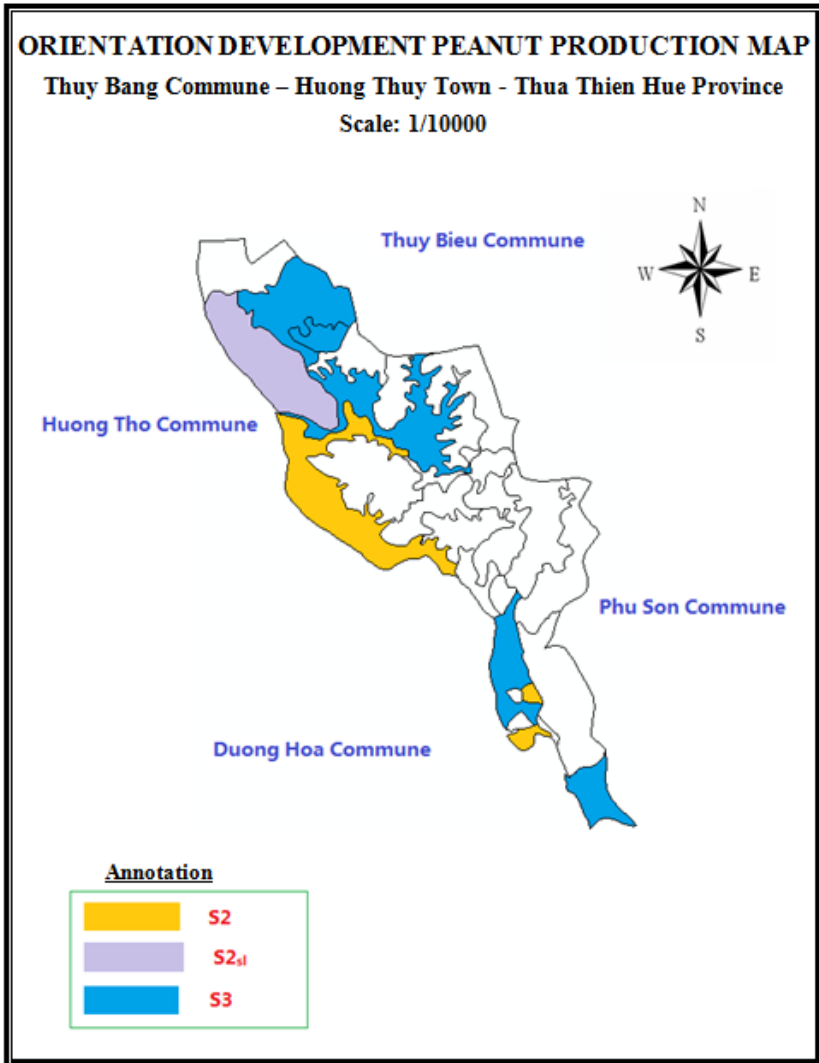 ORIENTATION DEVELOPMENT PEANUT PRODUCTION MAP
Thuy Bang Commune – Huong Thuy Town - Thua Thien Hue Province
Scale: 1/10000
Thuy Bieu Commune
N
W E
S
Huong Tho Commune
Phu Son Commune
Duong Hoa Commune
Annotation
S2
S2sl
S3